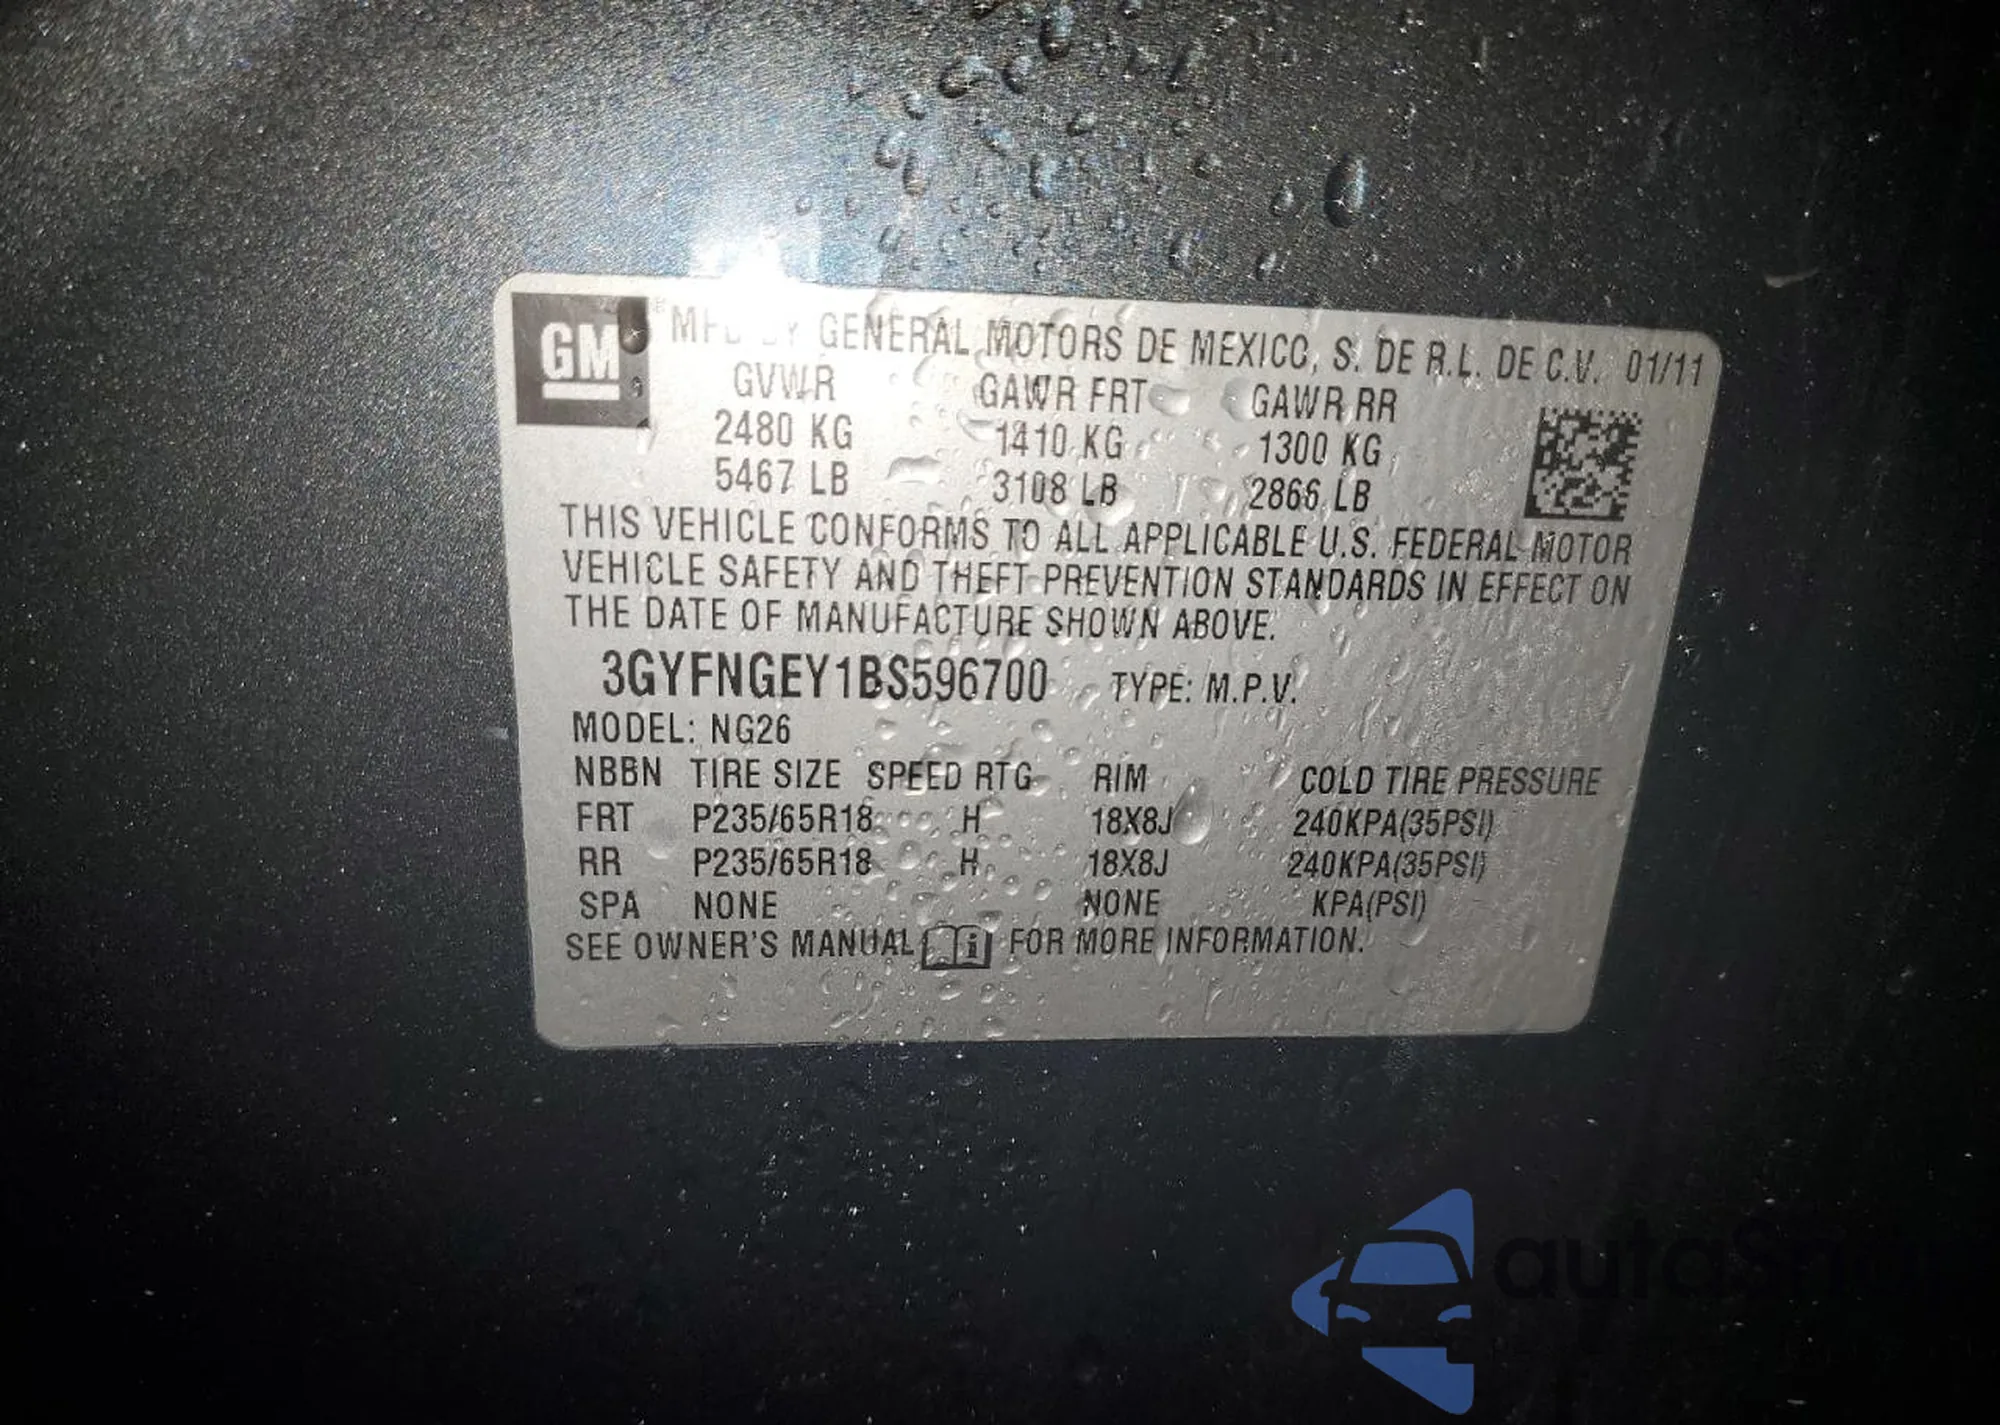 GM MFD BY GENERAL MOTORS DE MEXICO, S. DE R.L. DE C.V. 01/11
GVWR GAWR FRT GAWR RR
2480 KG 1410 KG 1300 KG
5467 LB 3108 LB 2866 LB
THIS VEHICLE CONFORMS TO ALL APPLICABLE U.S. FEDERAL MOTOR
VEHICLE SAFETY AND THEFT PREVENTION STANDARDS IN EFFECT ON
THE DATE OF MANUFACTURE SHOWN ABOVE.
3GYFNGEY1BS596700 TYPE: M.P.V.
MODEL: NG26
NBBN TIRE SIZE SPEED RTG RIM COLD TIRE PRESSURE
FRT P235/65R18 H 18X8J 240KPA(35PSI)
RR P235/65R18 H 18X8J 240KPA(35PSI)
SPA NONE NONE KPA(PSI)
SEE OWNER'S MANUAL FOR MORE INFORMATION.